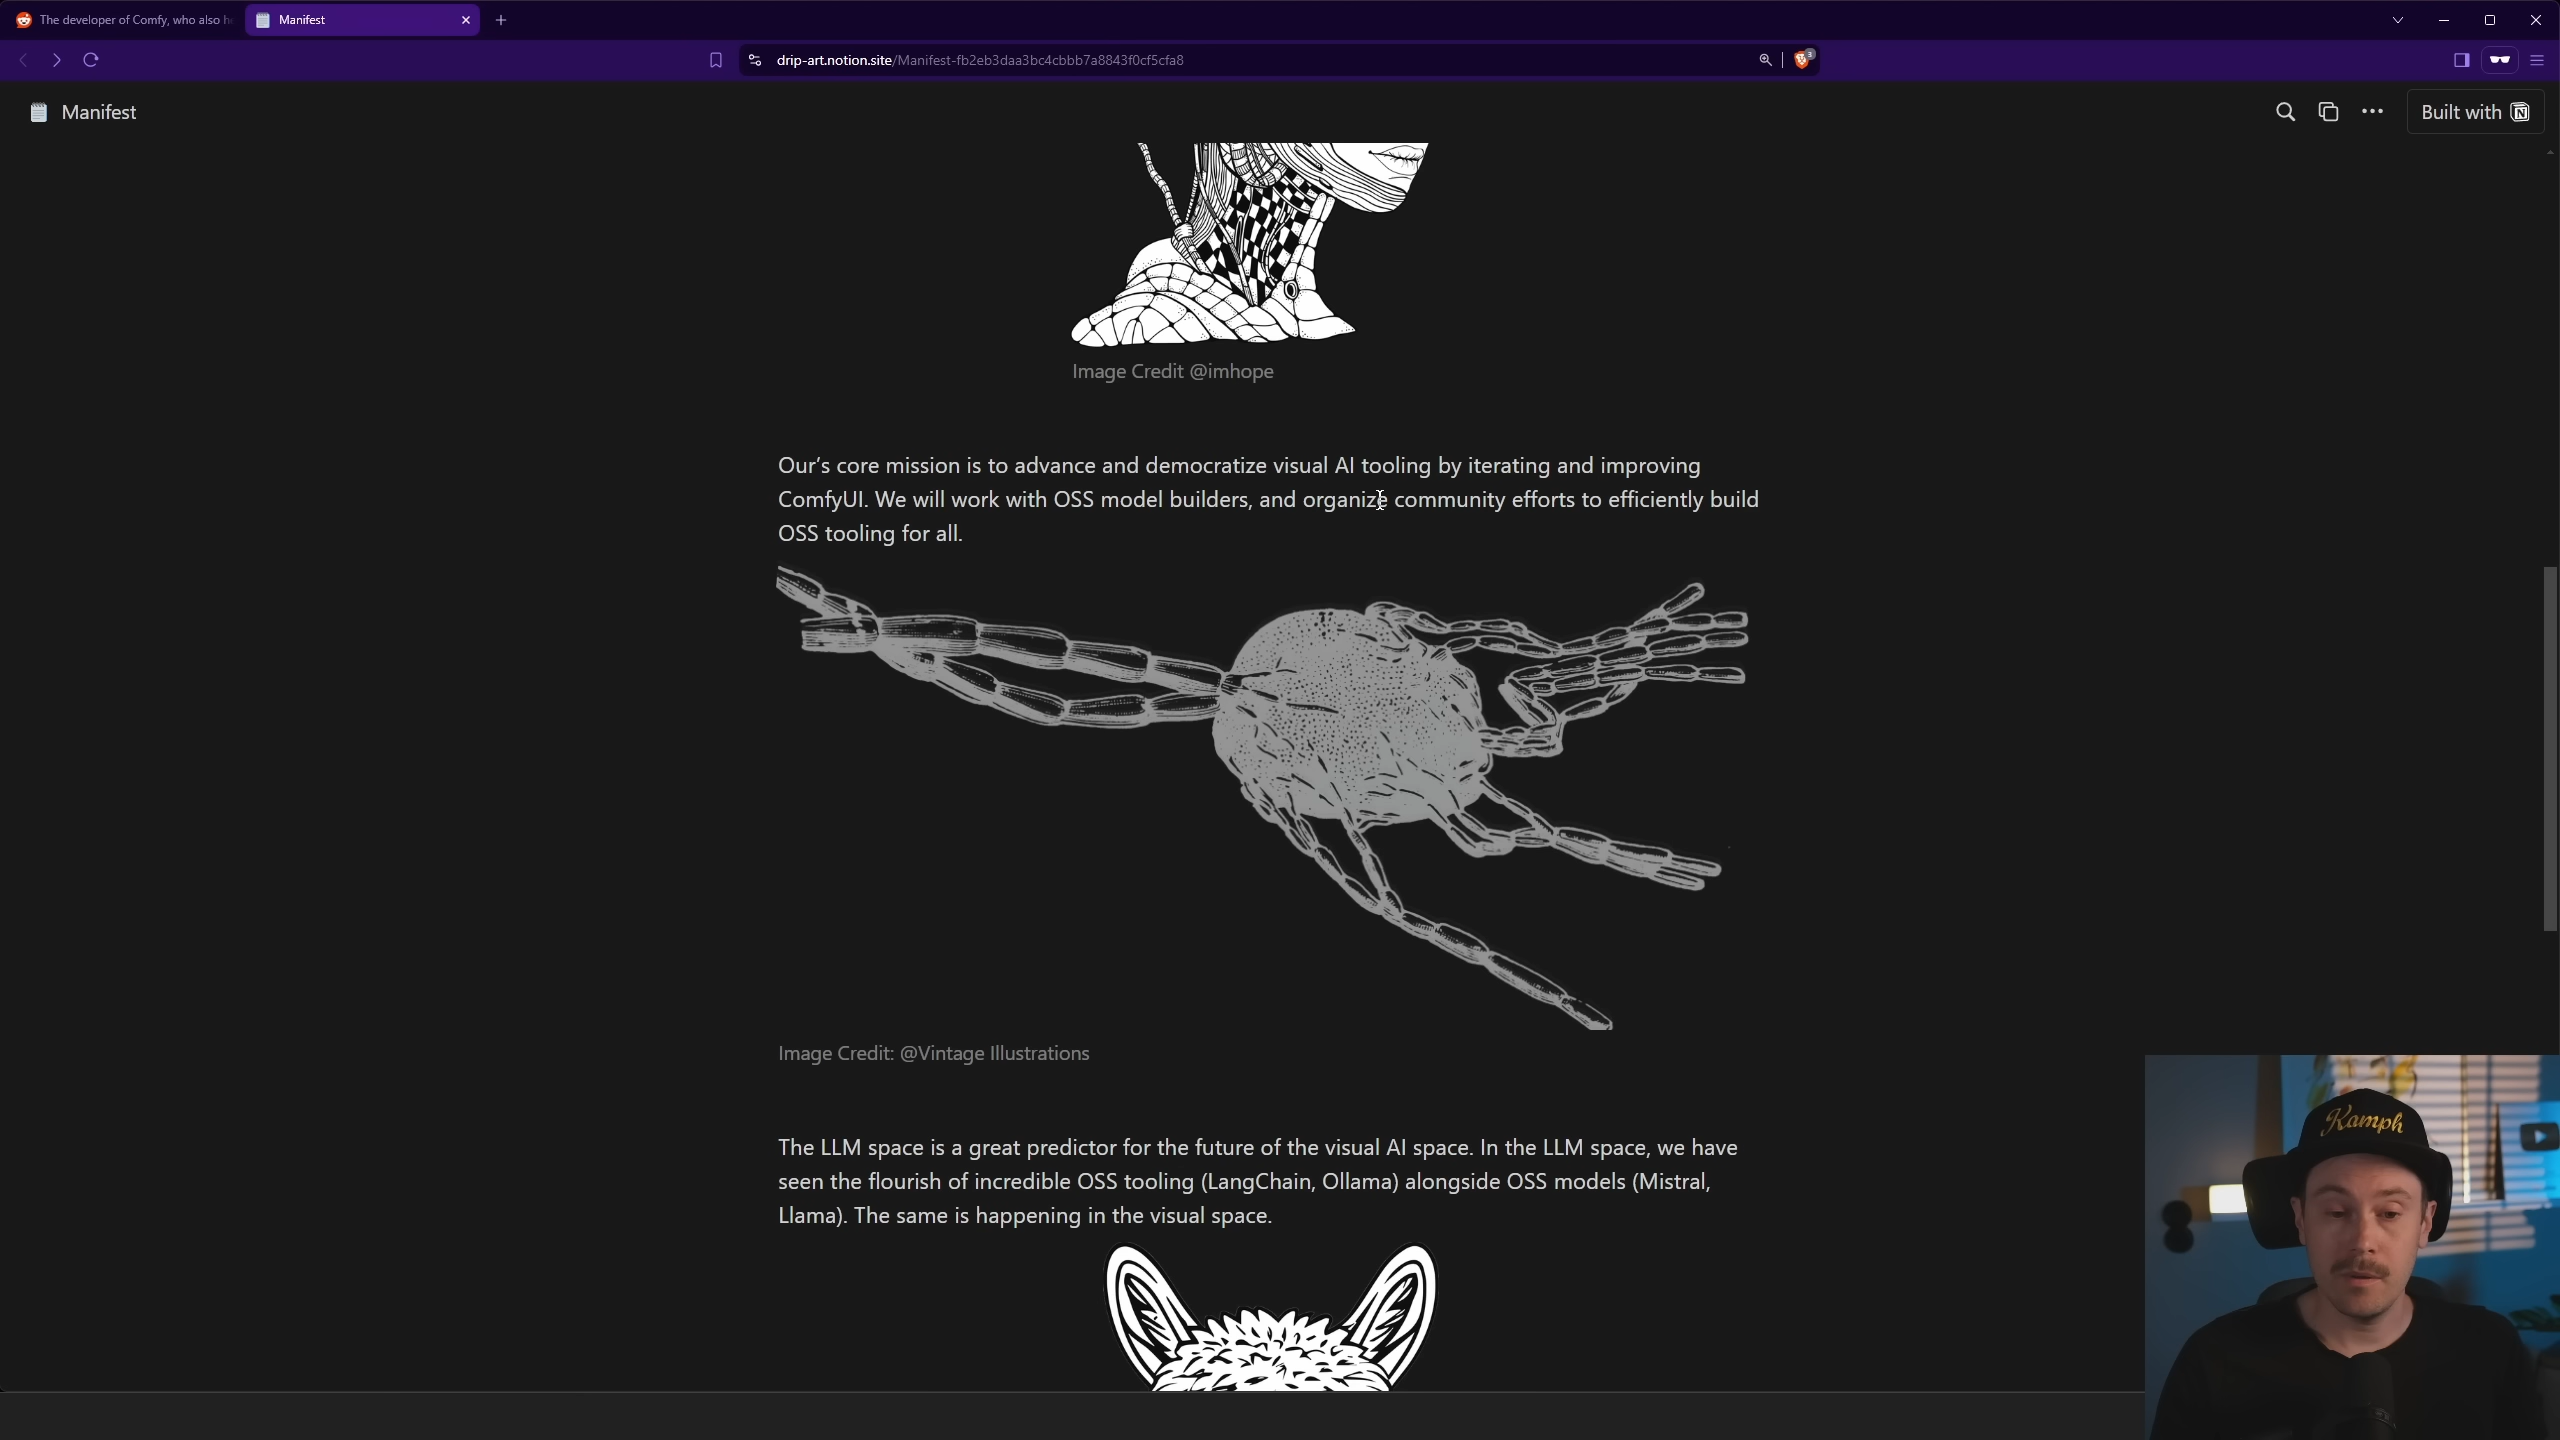 The developer of Comfy, who also h
Manifest
drip-art.notion.site/Manifest-fb2eb3daa3bc4cbbb7a8843f0cf5cfa8
3
Manifest
Built with
Image Credit @imhope
Our’s core mission is to advance and democratize visual AI tooling by iterating and improving
ComfyUI. We will work with OSS model builders, and organize community efforts to efficiently build
OSS tooling for all.
Image Credit: @Vintage Illustrations
The LLM space is a great predictor for the future of the visual AI space. In the LLM space, we have
seen the flourish of incredible OSS tooling (LangChain, Ollama) alongside OSS models (Mistral,
Llama). The same is happening in the visual space.
Kamph